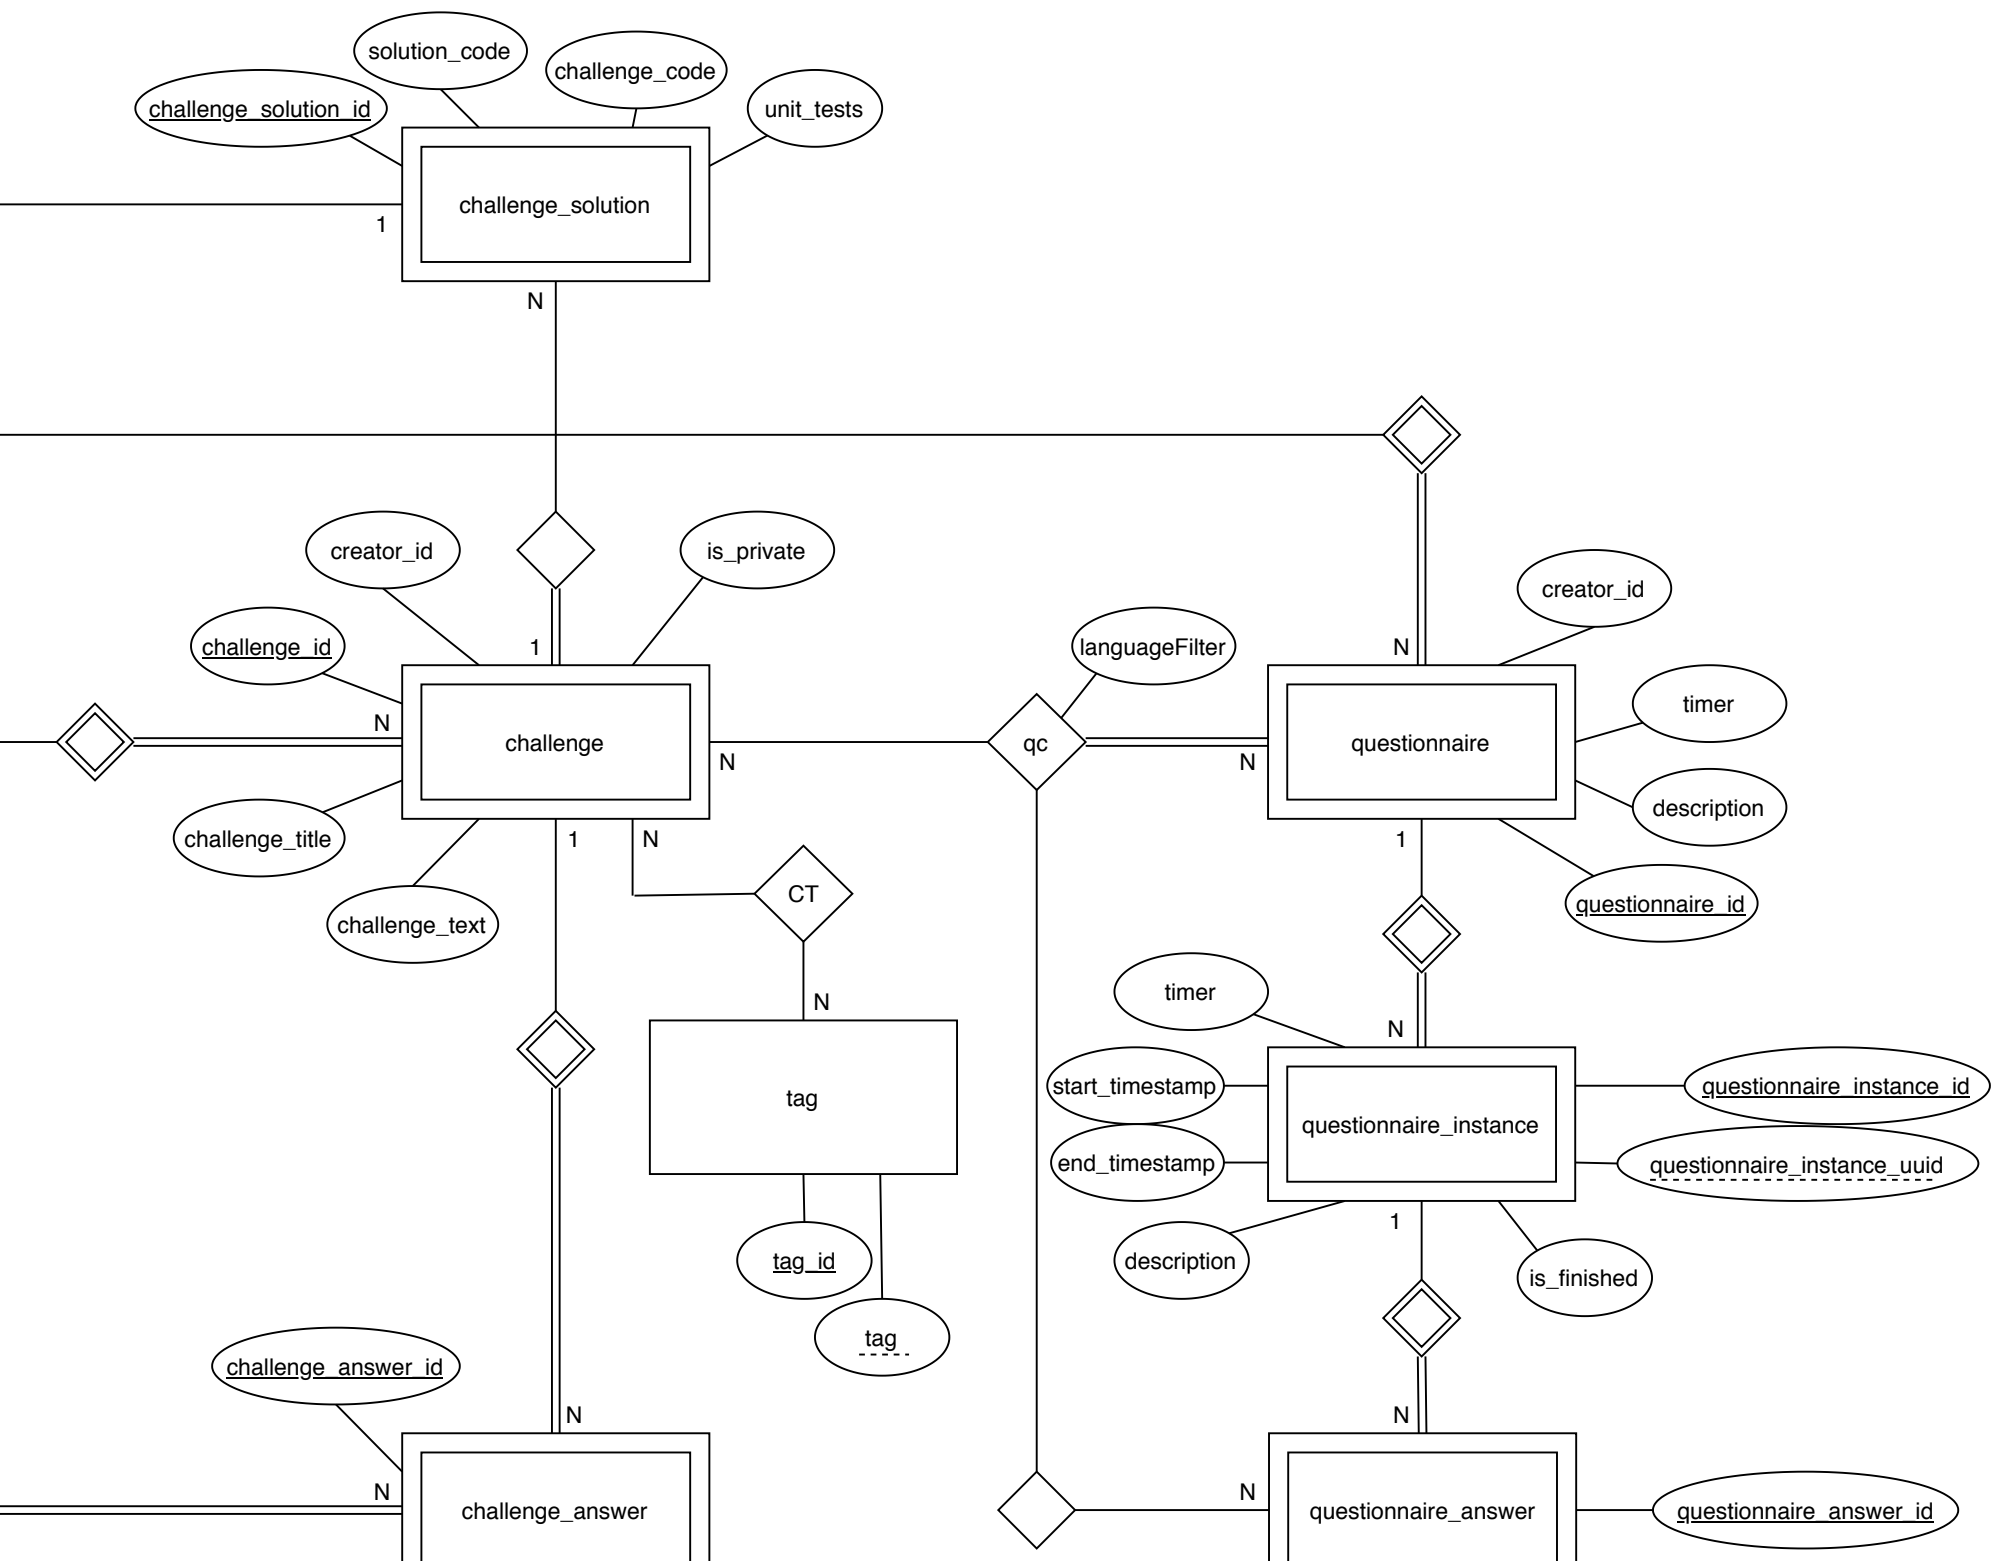 solution_code
challenge_code
challenge_solution_id
unit_tests
challenge_solution
1
N
creator_id
is_private
creator_id
challenge_id
1
languageFilter
N
timer
N
challenge
qc
questionnaire
N
N
description
challenge_title
1
N
1
CT
questionnaire_id
challenge_text
timer
N
N
start_timestamp
questionnaire_instance_id
tag
questionnaire_instance
end_timestamp
questionnaire_instance_uuid
1
tag_id
description
is_finished
tag
challenge_answer_id
N
N
N
N
challenge_answer
questionnaire_answer
questionnaire_answer_id